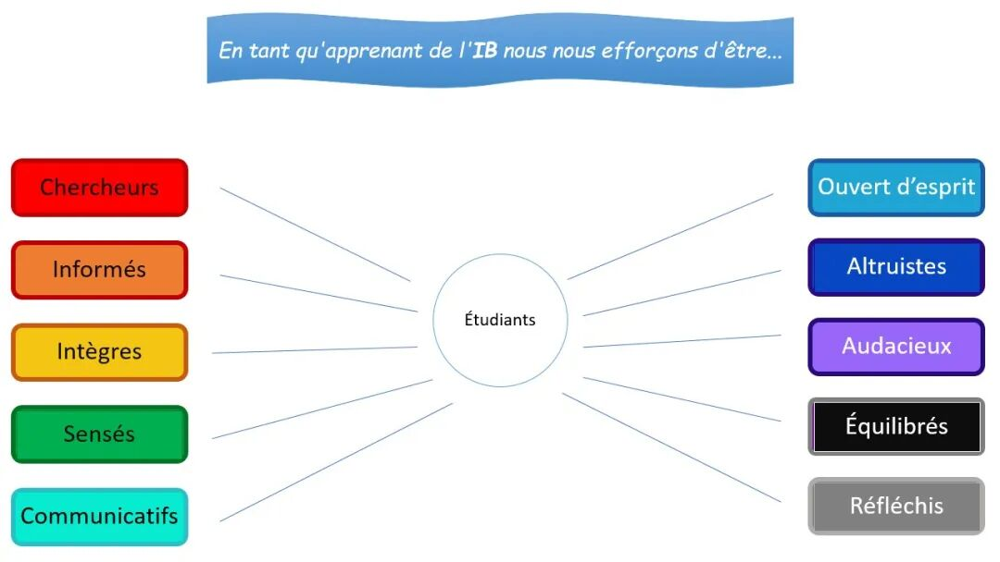 En tant qu'apprenant de l'IB nous nous efforçons d'être...
Chercheurs
Informés
Intègres
Sensés
Communicatifs
Étudiants
Ouvert d’esprit
Altruistes
Audacieux
Équilibrés
Réfléchis